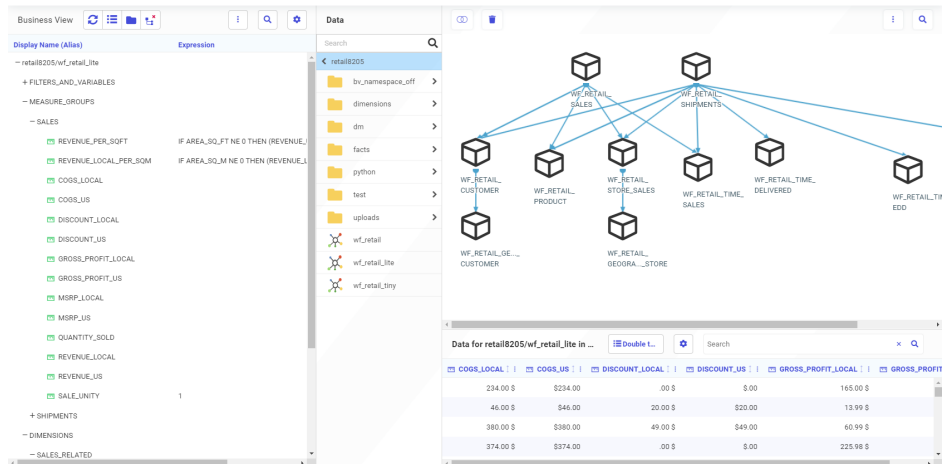 Business View
Display Name (Alias) Expression
retail8205/wf_retail_lite
FILTERS_AND_VARIABLES
MEASURE_GROUPS
SALES
REVENUE_PER_SQFT IF AREA_SQ_FT NE 0 THEN (REVENUE_
REVENUE_LOCAL_PER_SQM IF AREA_SQ_M NE 0 THEN (REVENUE_L
COGS_LOCAL
COGS_US
DISCOUNT_LOCAL
DISCOUNT_US
GROSS_PROFIT_LOCAL
GROSS_PROFIT_US
MSRP_LOCAL
MSRP_US
QUANTITY_SOLD
REVENUE_LOCAL
REVENUE_US
SALE_UNITY 1
SHIPMENTS
DIMENSIONS
SALES_RELATED
Data
Search
retail8205
bv_namespace_off
dimensions
dm
facts
python
test
uploads
wf_retail
wf_retail_lite
wf_retail_tiny
WF_RETAIL_
SALES
WF_RETAIL_
SHIPMENTS
WF_RETAIL_
CUSTOMER
WF_RETAIL_
PRODUCT
WF_RETAIL_
STORE_SALES
WF_RETAIL_TIME_
SALES
WF_RETAIL_TIME_
DELIVERED
WF_RETAIL_TIM
EDD
WF_RETAIL_GE..._
CUSTOMER
WF_RETAIL_
GEOGRA..._STORE
Data for retail8205/wf_retail_lite in ... Double t... Search
COGS_LOCAL COGS_US DISCOUNT_LOCAL DISCOUNT_US GROSS_PROFIT_LOCAL GROSS_PROFIT
234.00 $ $234.00 .00 $ $.00 165.00 $
46.00 $ $46.00 20.00 $ $20.00 13.99 $
380.00 $ $380.00 49.00 $ $49.00 60.99 $
374.00 $ $374.00 .00 $ $.00 225.98 $